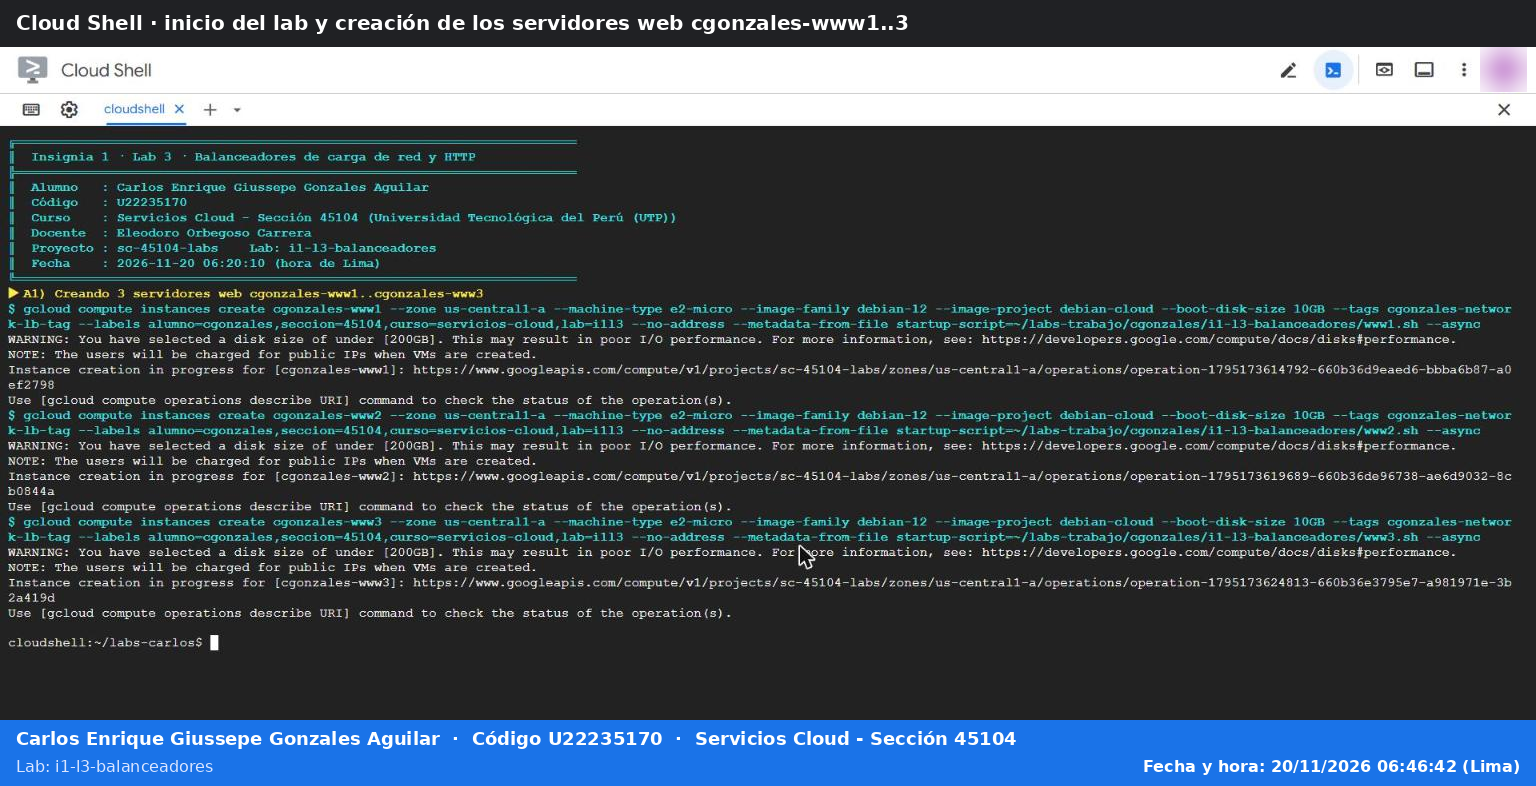 Cloud Shell · inicio del lab y creación de los servidores web cgonzales-www1..3
Cloud Shell
cloudshell
Insignia 1 · Lab 3 · Balanceadores de carga de red y HTTP
Alumno : Carlos Enrique Giussepe Gonzales Aguilar
Código : U22235170
Curso : Servicios Cloud - Sección 45104 (Universidad Tecnológica del Perú (UTP))
Docente : Eleodoro Orbegoso Carrera
Proyecto : sc-45104-labs Lab: i1-l3-balanceadores
Fecha : 2026-11-20 06:20:10 (hora de Lima)
▶ A1) Creando 3 servidores web cgonzales-www1..cgonzales-www3
$ gcloud compute instances create cgonzales-www1 --zone us-central1-a --machine-type e2-micro --image-family debian-12 --image-project debian-cloud --boot-disk-size 10GB --tags cgonzales-networ
k-lb-tag --labels alumno=cgonzales,seccion=45104,curso=servicios-cloud,lab=i1l3 --no-address --metadata-from-file startup-script=~/labs-trabajo/cgonzales/i1-l3-balanceadores/www1.sh --async
WARNING: You have selected a disk size of under [200GB]. This may result in poor I/O performance. For more information, see: https://developers.google.com/compute/docs/disks#performance.
NOTE: The users will be charged for public IPs when VMs are created.
Instance creation in progress for [cgonzales-www1]: https://www.googleapis.com/compute/v1/projects/sc-45104-labs/zones/us-central1-a/operations/operation-1795173614792-660b36d9eaed6-bbba6b87-a0
ef2798
Use [gcloud compute operations describe URI] command to check the status of the operation(s).
$ gcloud compute instances create cgonzales-www2 --zone us-central1-a --machine-type e2-micro --image-family debian-12 --image-project debian-cloud --boot-disk-size 10GB --tags cgonzales-networ
k-lb-tag --labels alumno=cgonzales,seccion=45104,curso=servicios-cloud,lab=i1l3 --no-address --metadata-from-file startup-script=~/labs-trabajo/cgonzales/i1-l3-balanceadores/www2.sh --async
WARNING: You have selected a disk size of under [200GB]. This may result in poor I/O performance. For more information, see: https://developers.google.com/compute/docs/disks#performance.
NOTE: The users will be charged for public IPs when VMs are created.
Instance creation in progress for [cgonzales-www2]: https://www.googleapis.com/compute/v1/projects/sc-45104-labs/zones/us-central1-a/operations/operation-1795173619689-660b36de96738-ae6d9032-8c
b0844a
Use [gcloud compute operations describe URI] command to check the status of the operation(s).
$ gcloud compute instances create cgonzales-www3 --zone us-central1-a --machine-type e2-micro --image-family debian-12 --image-project debian-cloud --boot-disk-size 10GB --tags cgonzales-networ
k-lb-tag --labels alumno=cgonzales,seccion=45104,curso=servicios-cloud,lab=i1l3 --no-address --metadata-from-file startup-script=~/labs-trabajo/cgonzales/i1-l3-balanceadores/www3.sh --async
WARNING: You have selected a disk size of under [200GB]. This may result in poor I/O performance. For more information, see: https://developers.google.com/compute/docs/disks#performance.
NOTE: The users will be charged for public IPs when VMs are created.
Instance creation in progress for [cgonzales-www3]: https://www.googleapis.com/compute/v1/projects/sc-45104-labs/zones/us-central1-a/operations/operation-1795173624813-660b36e3795e7-a981971e-3b
2a419d
Use [gcloud compute operations describe URI] command to check the status of the operation(s).
cloudshell:~/labs-carlos$
Carlos Enrique Giussepe Gonzales Aguilar · Código U22235170 · Servicios Cloud - Sección 45104
Lab: i1-l3-balanceadores
Fecha y hora: 20/11/2026 06:46:42 (Lima)